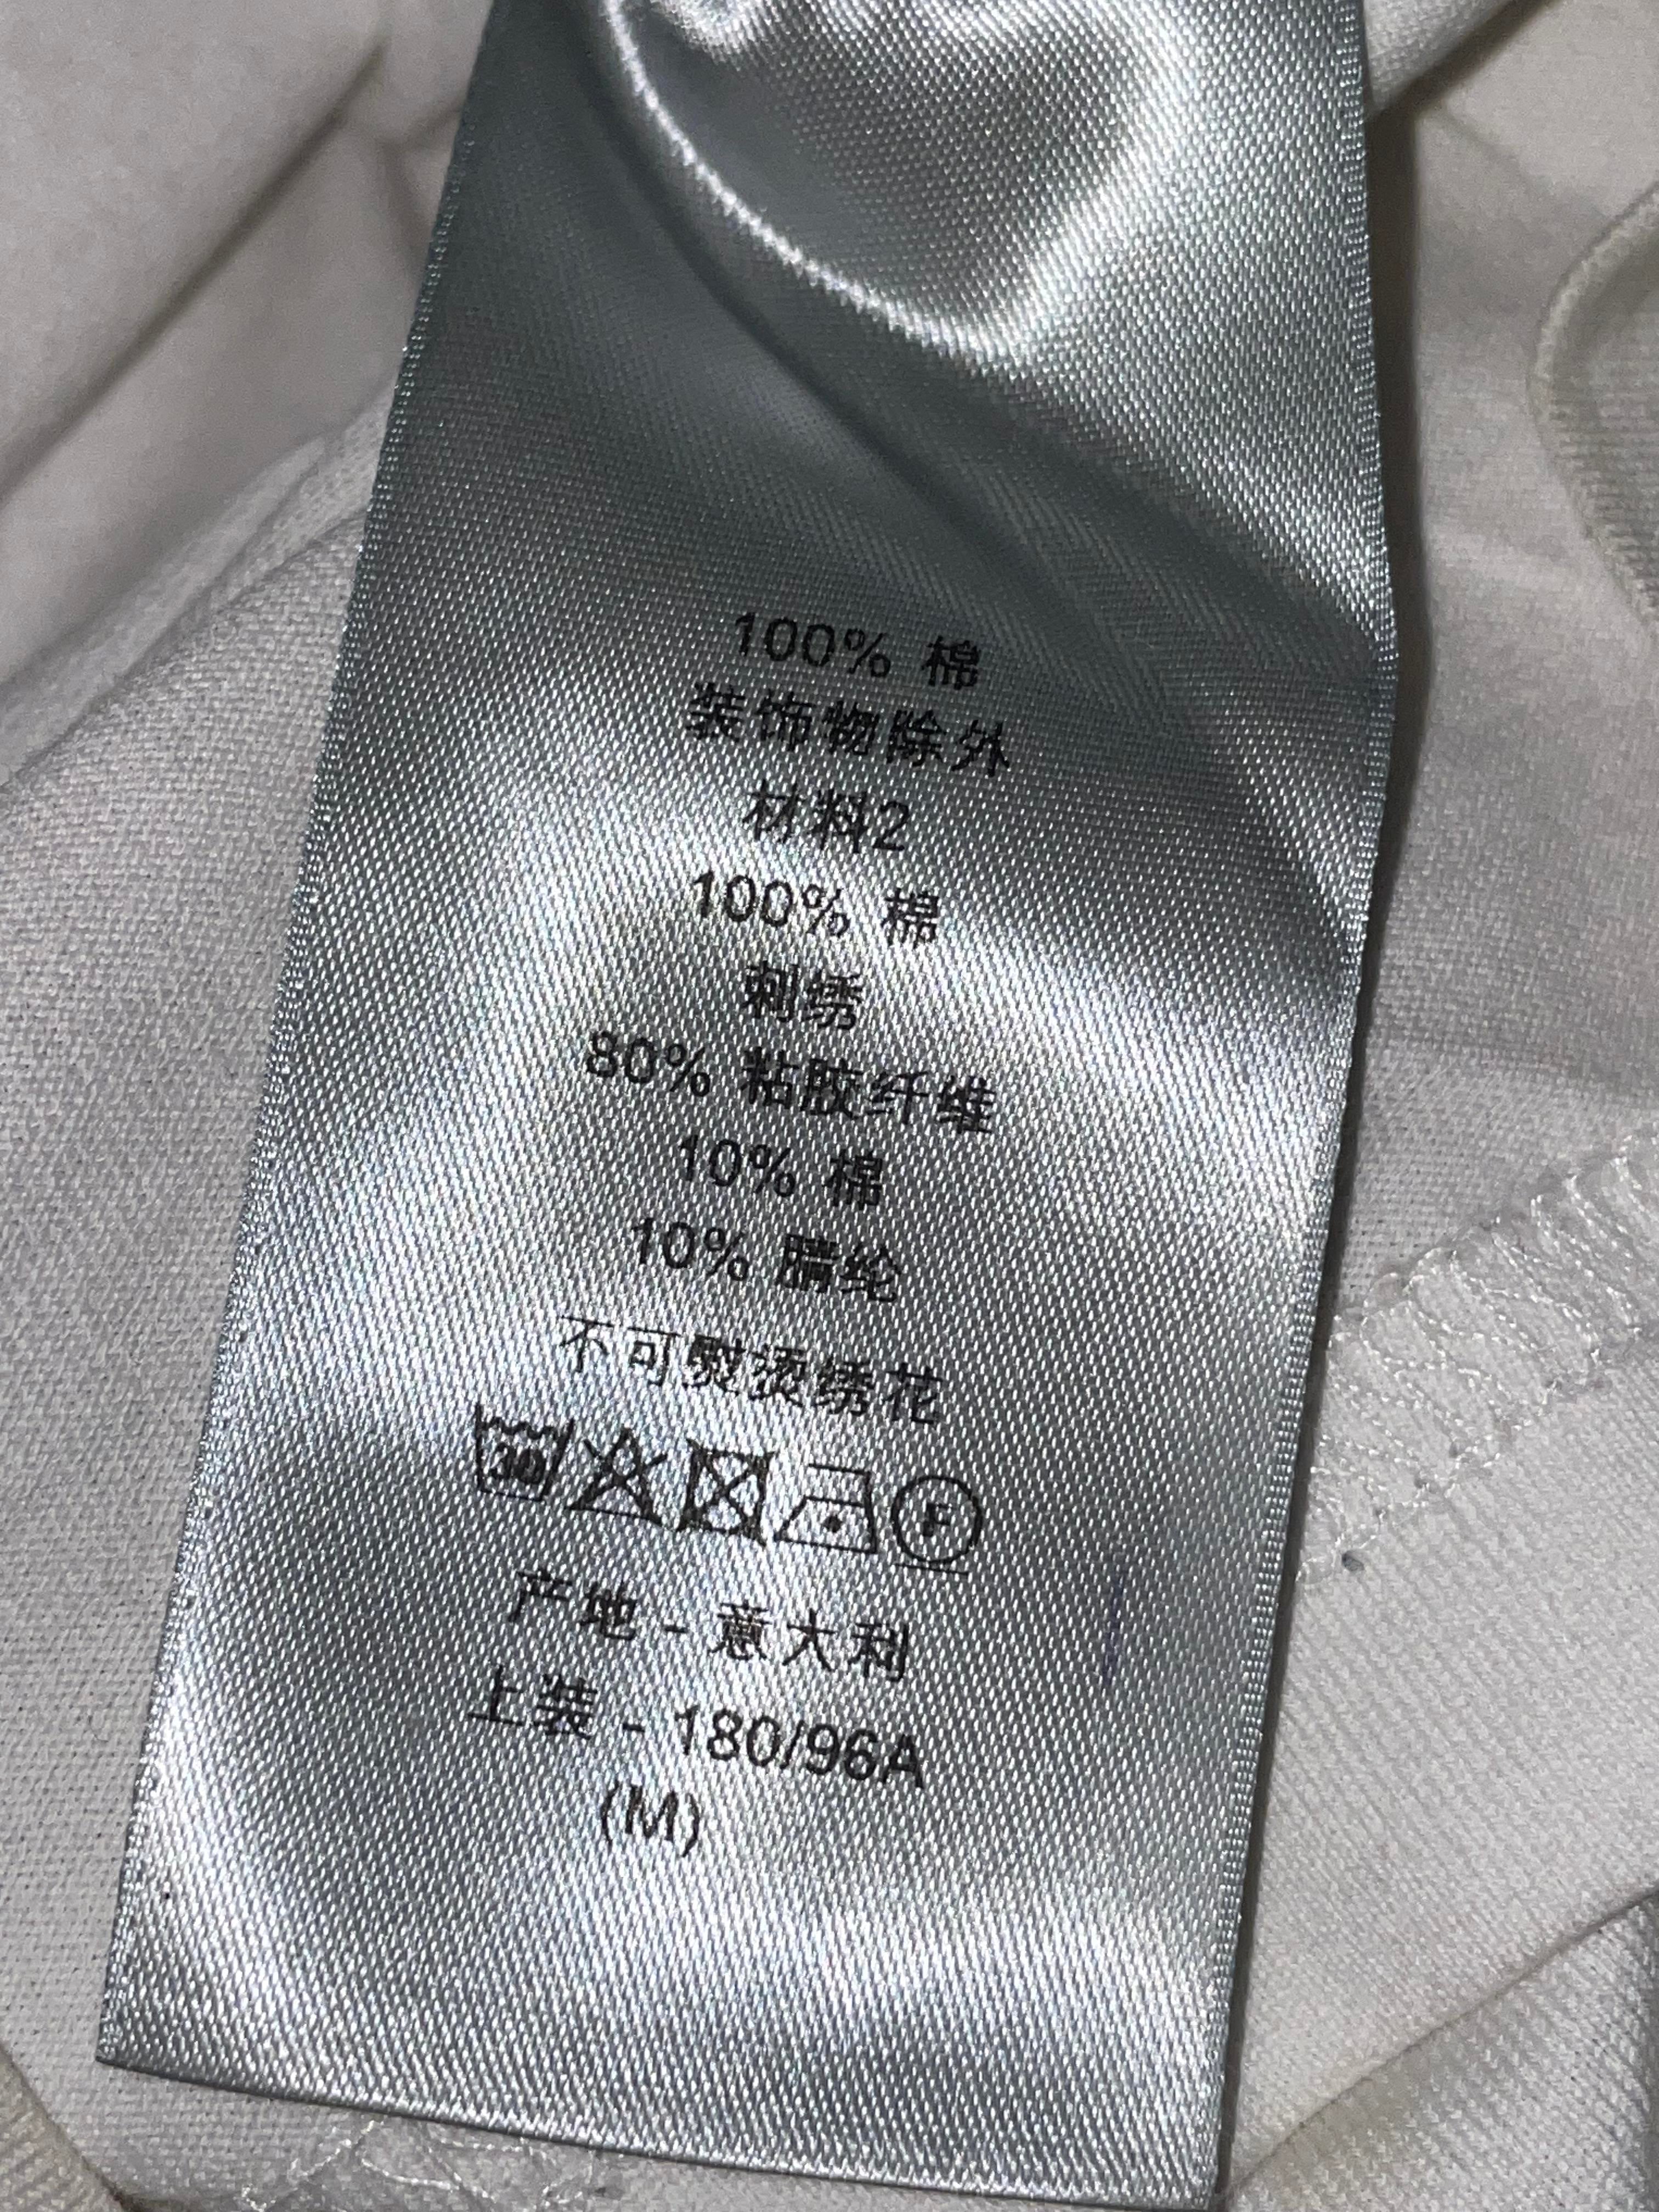 100% 棉
装饰物除外
材料2
100% 棉
刺绣
80% 粘胶纤维
10% 棉
10% 腈纶
不可熨烫绣花
30 F
产地 - 意大利
上装 - 180/96A
(M)